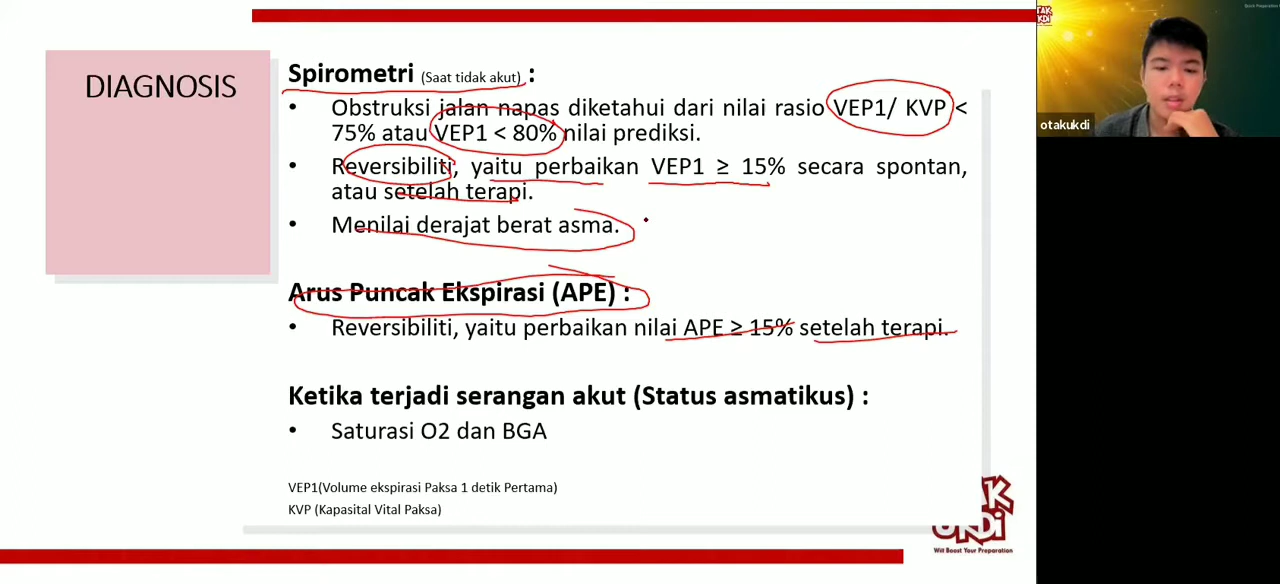 DIAGNOSIS
Spirometri (Saat tidak akut) :
• Obstruksi jalan napas diketahui dari nilai rasio VEP1/ KVP <
75% atau VEP1 < 80% nilai prediksi.
• Reversibiliti, yaitu perbaikan VEP1 ≥ 15% secara spontan,
atau setelah terapi.
• Menilai derajat berat asma.
Arus Puncak Ekspirasi (APE) :
• Reversibiliti, yaitu perbaikan nilai APE ≥ 15% setelah terapi.
Ketika terjadi serangan akut (Status asmatikus) :
• Saturasi O2 dan BGA
VEP1(Volume ekspirasi Paksa 1 detik Pertama)
KVP (Kapasital Vital Paksa)
UKDi
Will Boost Your Preparation
otakukdi